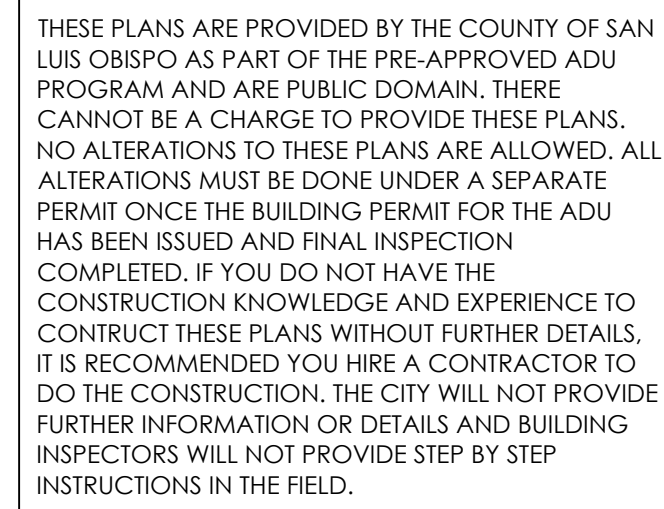 THESE PLANS ARE PROVIDED BY THE COUNTY OF SAN
LUIS OBISPO AS PART OF THE PRE-APPROVED ADU
PROGRAM AND ARE PUBLIC DOMAIN. THERE
CANNOT BE A CHARGE TO PROVIDE THESE PLANS.
NO ALTERATIONS TO THESE PLANS ARE ALLOWED. ALL
ALTERATIONS MUST BE DONE UNDER A SEPARATE
PERMIT ONCE THE BUILDING PERMIT FOR THE ADU
HAS BEEN ISSUED AND FINAL INSPECTION
COMPLETED. IF YOU DO NOT HAVE THE
CONSTRUCTION KNOWLEDGE AND EXPERIENCE TO
CONTRUCT THESE PLANS WITHOUT FURTHER DETAILS,
IT IS RECOMMENDED YOU HIRE A CONTRACTOR TO
DO THE CONSTRUCTION. THE CITY WILL NOT PROVIDE
FURTHER INFORMATION OR DETAILS AND BUILDING
INSPECTORS WILL NOT PROVIDE STEP BY STEP
INSTRUCTIONS IN THE FIELD.